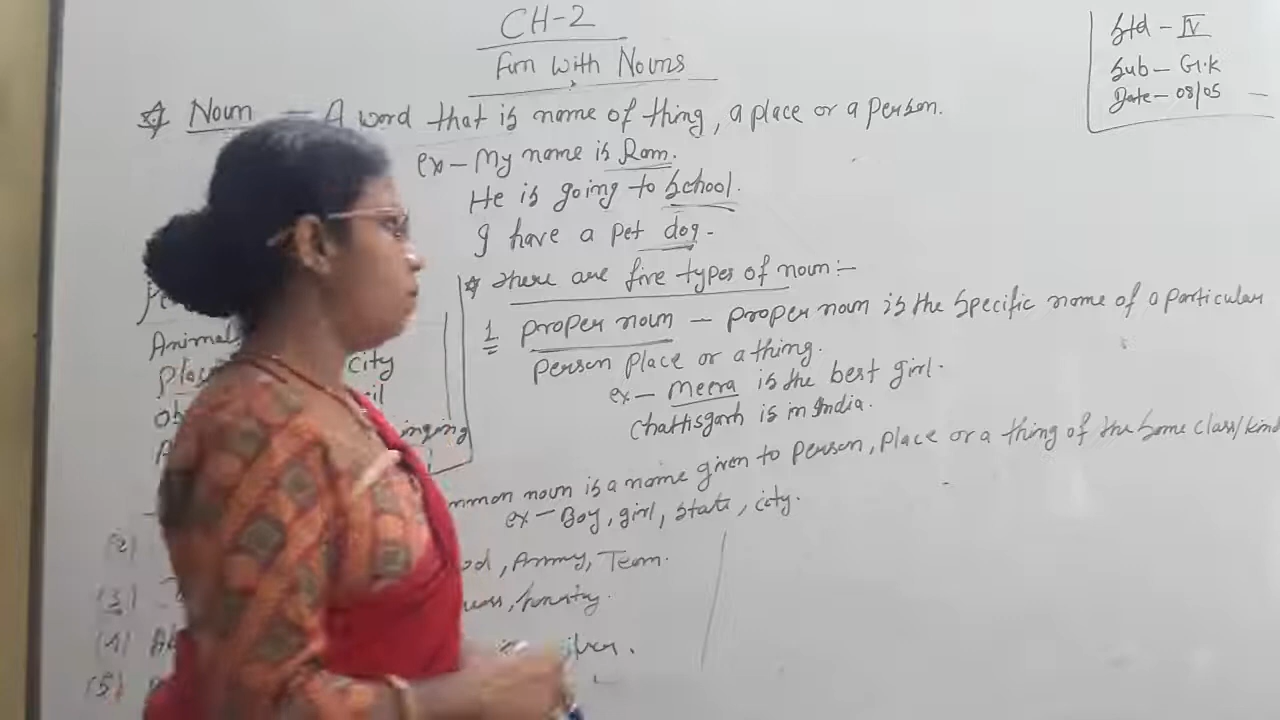 CH-2
Fun with Nouns
Std - IV
Sub - G.K
Date - 08/05
Noun - A word that is name of thing, a place or a person.
ex - My name is Ram.
He is going to School.
I have a pet dog.
There are five types of noun :-
1 proper noun - proper noun is the specific name of a particular
person place or a thing.
ex - Meera is the best girl.
Chattisgarh is in India.
Animal
City
inging
mmon noun is a name given to person, place or a thing of the same class/kind
ex - Boy, girl, state, city.
(2)
, Army, Team.
(3)
, honesty.
(4)
(5)